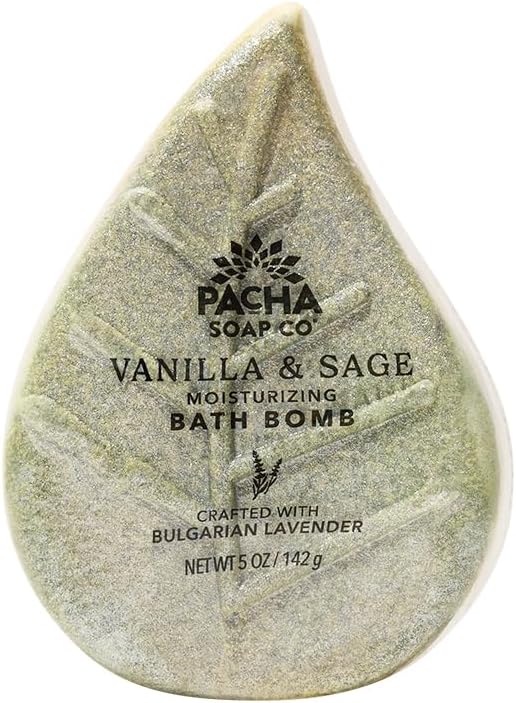 PACHA
SOAP CO®
VANILLA & SAGE
MOISTURIZING
BATH BOMB
CRAFTED WITH
BULGARIAN LAVENDER
NET WT 5 OZ / 142 g